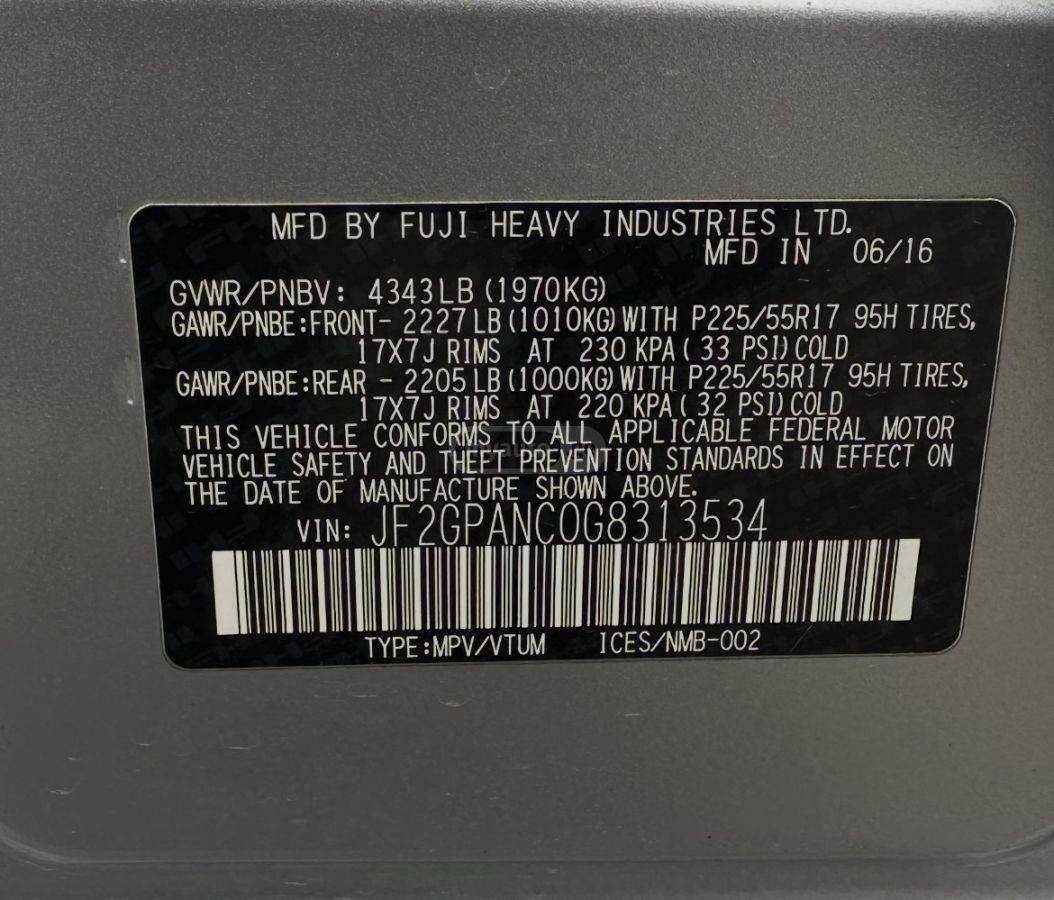 MFD BY FUJI HEAVY INDUSTRIES LTD.
MFD IN 06/16
GVWR/PNBV: 4343LB (1970KG)
GAWR/PNBE:FRONT- 2227 LB (1010KG) WITH P225/55R17 95H TIRES,
17X7J RIMS AT 230 KPA ( 33 PSI) COLD
GAWR/PNBE:REAR - 2205 LB (1000KG) WITH P225/55R17 95H TIRES,
17X7J RIMS AT 220 KPA ( 32 PSI) COLD
THIS VEHICLE CONFORMS TO ALL APPLICABLE FEDERAL MOTOR
VEHICLE SAFETY AND THEFT PREVENTION STANDARDS IN EFFECT ON
THE DATE OF MANUFACTURE SHOWN ABOVE.
VIN: JF2GPANC0G8313534
TYPE:MPV/VTUM ICES/NMB-002